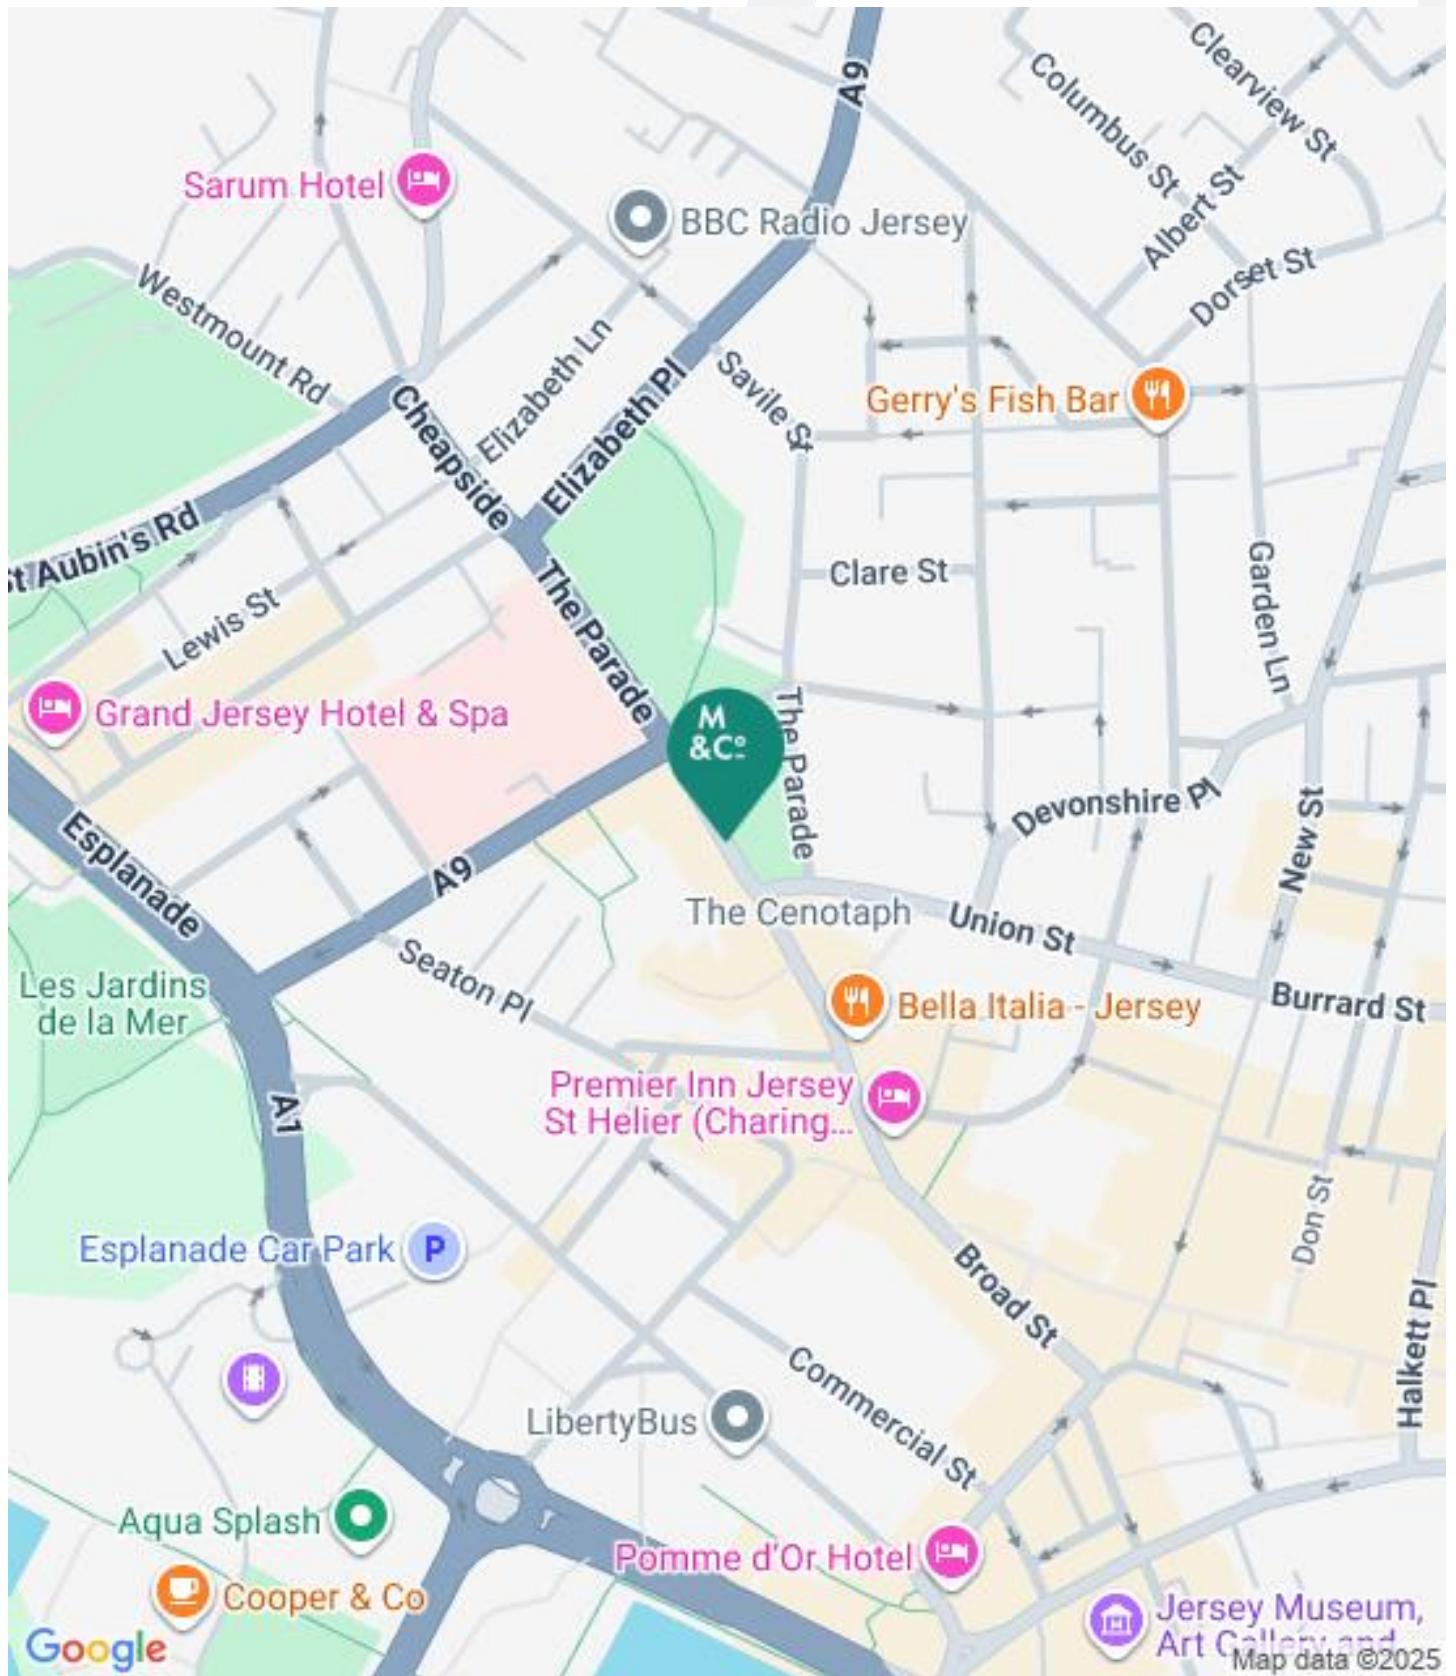 A9
Clearview St
Columbus St
Sarum Hotel
Albert St
BBC Radio Jersey
Dorset St
Westmount Rd
Elizabeth Ln
Savile St
Elizabeth Pl
Cheapside
Gerry's Fish Bar
St Aubin's Rd
Clare St
Garden Ln
The Parade
Lewis St
Grand Jersey Hotel & Spa
M
&Cº
The Parade
Devonshire Pl
New St
Esplanade
A9
The Cenotaph
Union St
Seaton Pl
Les Jardins
de la Mer
Bella Italia - Jersey
Burrard St
Premier Inn Jersey
St Helier (Charing...
A1
Don St
Esplanade Car Park
P
Broad St
Halkett Pl
Commercial St
LibertyBus
Aqua Splash
Pomme d'Or Hotel
Cooper & Co
Jersey Museum,
Art Gallery and
Google
Map data ©2025